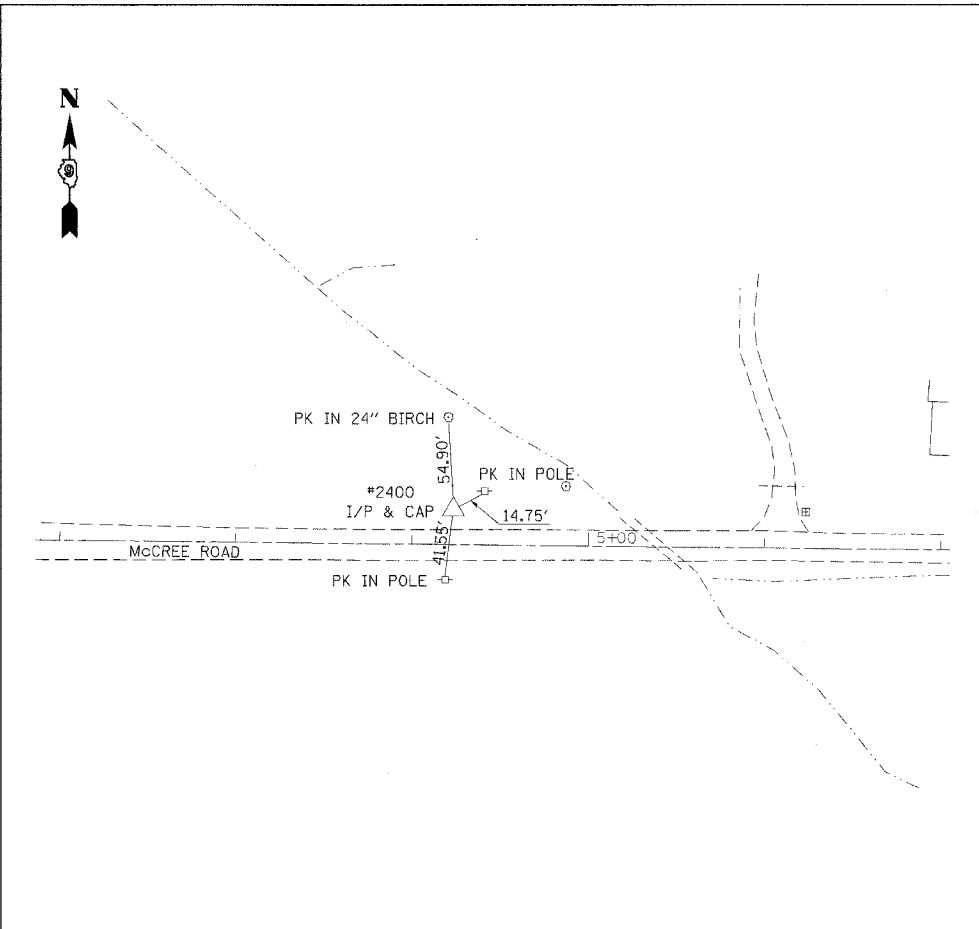 N
9
PK IN 24" BIRCH
54.90'
PK IN POLE
#2400
I/P & CAP
14.75'
41.55'
5+00
McCREE ROAD
PK IN POLE